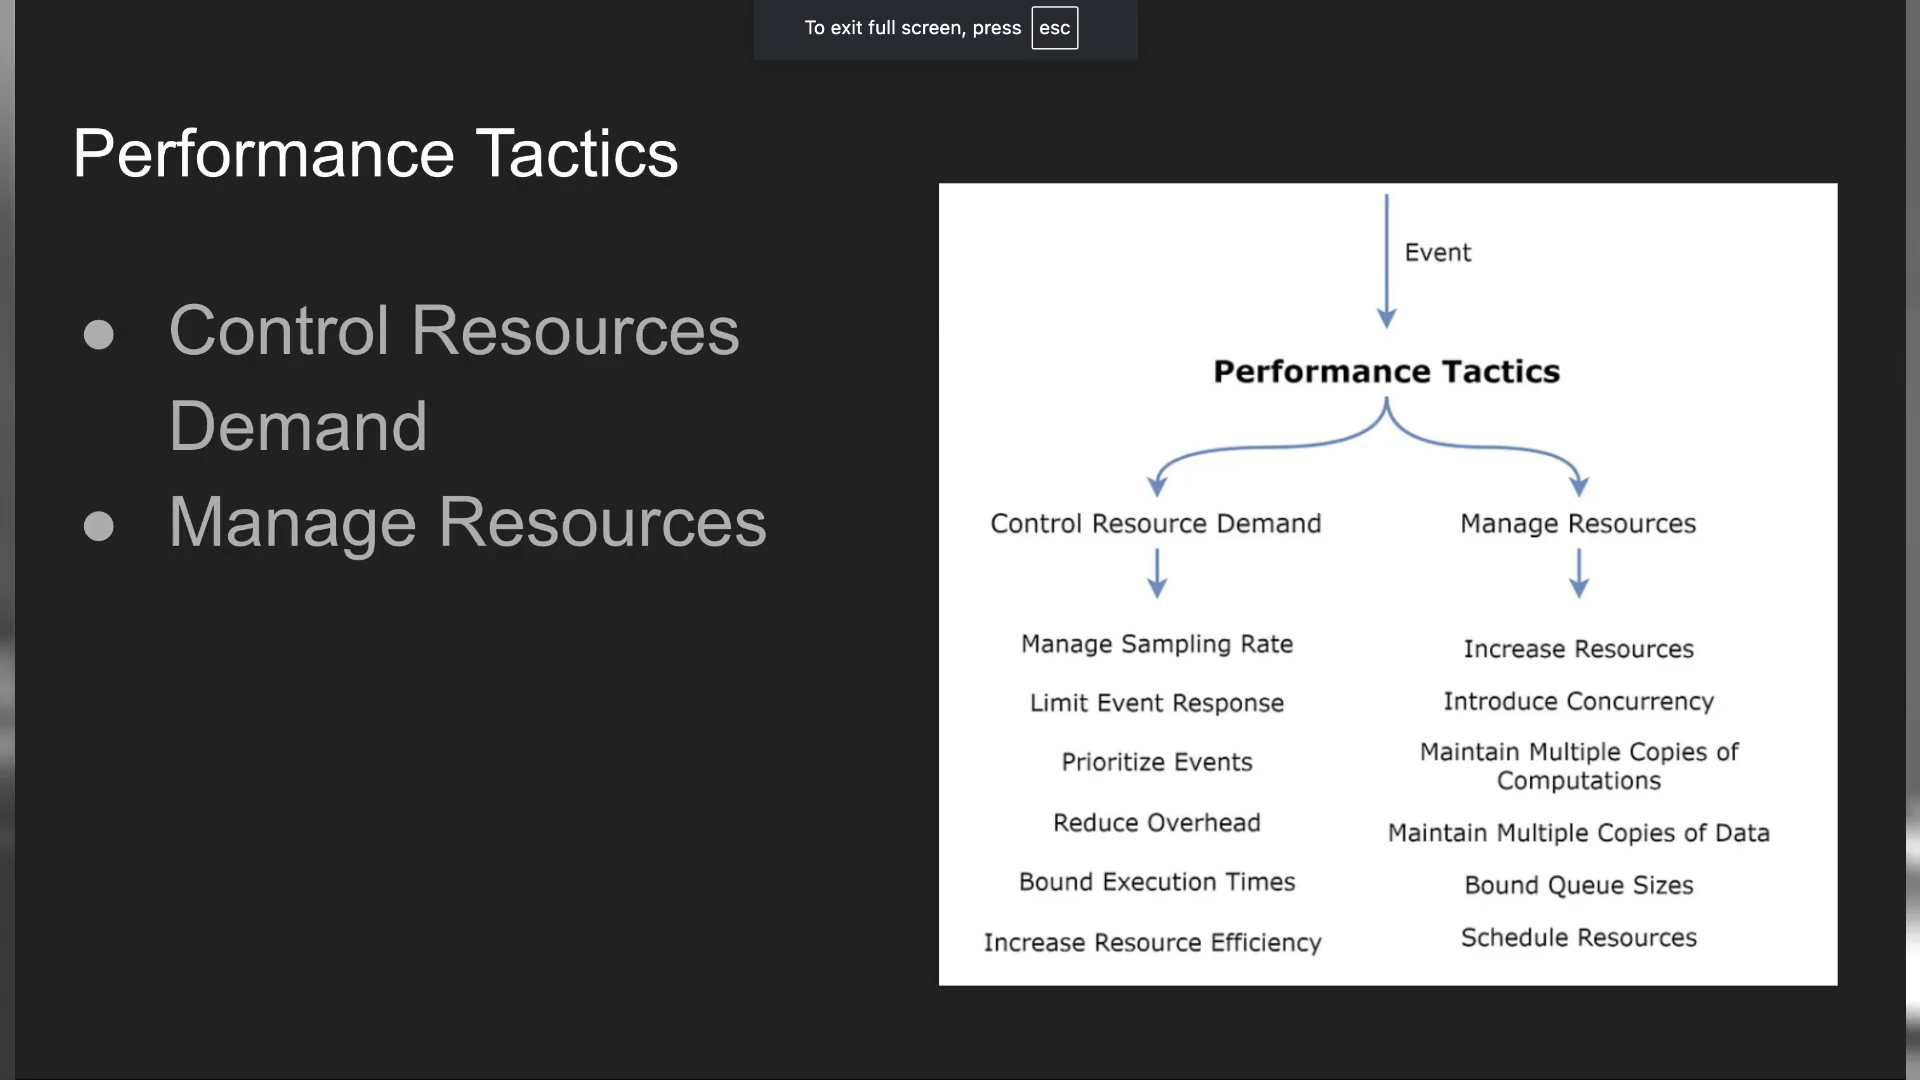 To exit full screen, press esc
Performance Tactics
● Control Resources
Demand
● Manage Resources
Event
Performance Tactics
Control Resource Demand
Manage Sampling Rate
Limit Event Response
Prioritize Events
Reduce Overhead
Bound Execution Times
Increase Resource Efficiency
Manage Resources
Increase Resources
Introduce Concurrency
Maintain Multiple Copies of
Computations
Maintain Multiple Copies of Data
Bound Queue Sizes
Schedule Resources